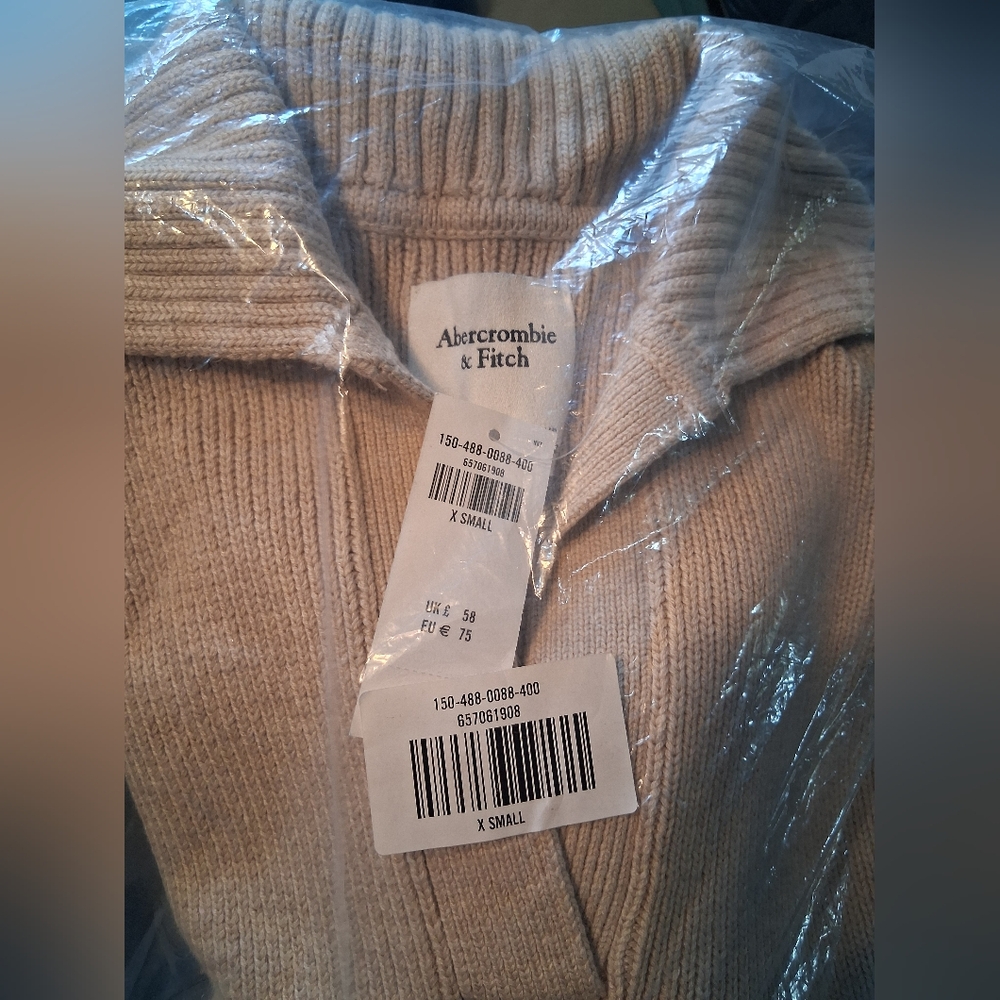 Abercrombie
& Fitch
150-488-0088-400
657061908
X SMALL
UK £ 58
EU € 75
150-488-0088-400
657061908
X SMALL